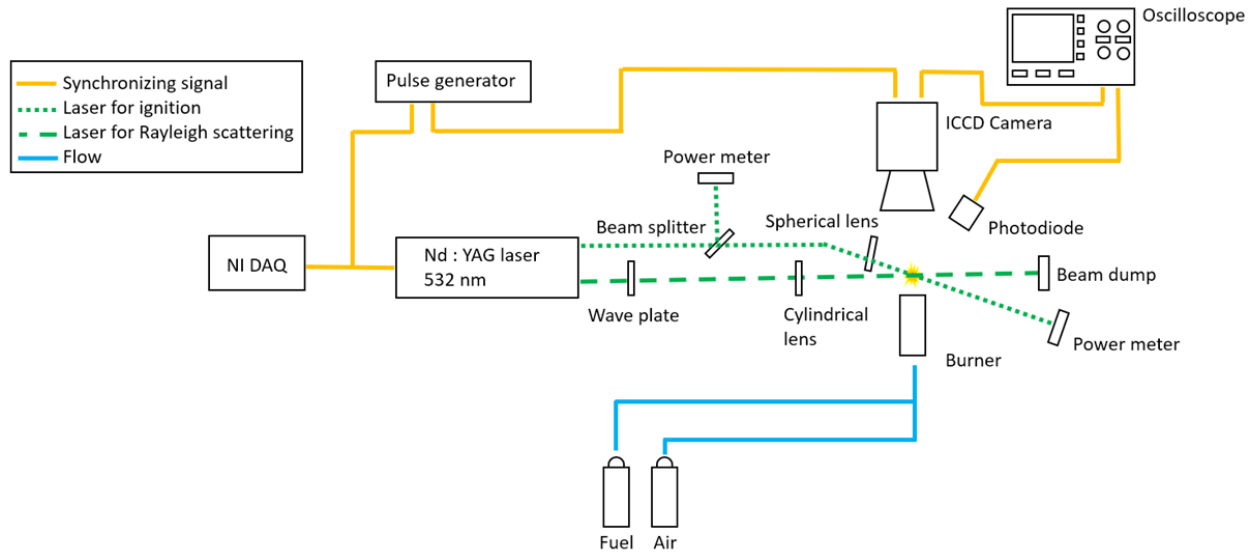 Oscilloscope
Synchronizing signal
Laser for ignition
Laser for Rayleigh scattering
Flow
Pulse generator
ICCD Camera
Power meter
Beam splitter
Spherical lens
Photodiode
NI DAQ
Nd : YAG laser
532 nm
Beam dump
Wave plate
Cylindrical
lens
Power meter
Burner
Fuel
Air